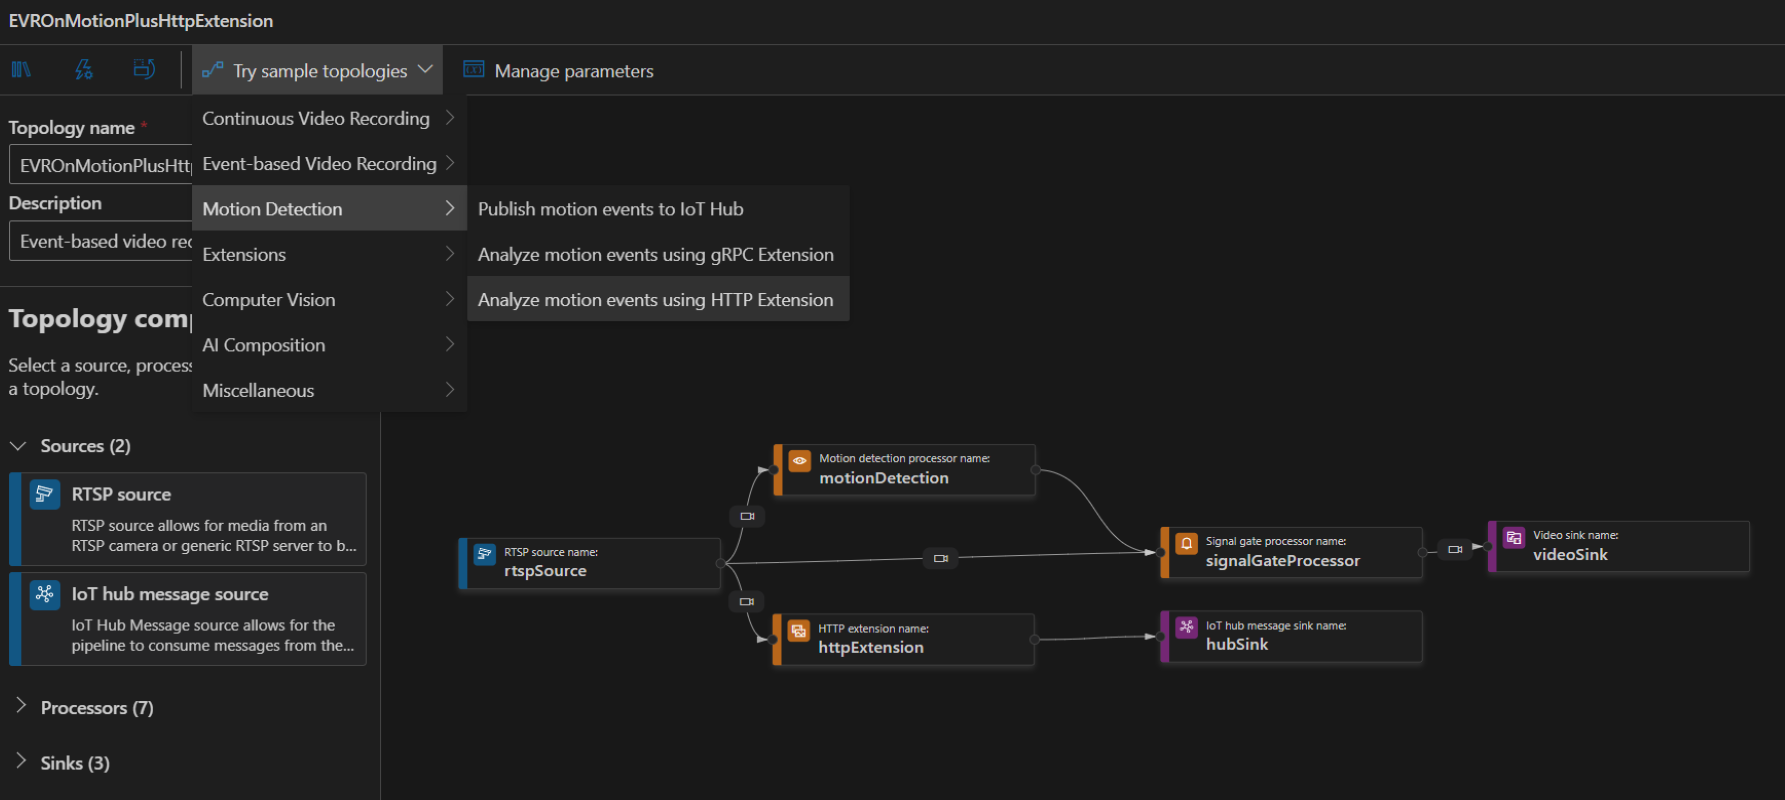 EVROnMotionPlusHttpExtension
Try sample topologies
Manage parameters
Topology name *
EVROnMotionPlusHttp
Description
Event-based video rec
Continuous Video Recording
Event-based Video Recording
Motion Detection
Extensions
Computer Vision
AI Composition
Miscellaneous
Publish motion events to IoT Hub
Analyze motion events using gRPC Extension
Analyze motion events using HTTP Extension
Topology comp
Select a source, process
a topology.
Sources (2)
RTSP source
RTSP source allows for media from an
RTSP camera or generic RTSP server to b...
IoT hub message source
IoT Hub Message source allows for the
pipeline to consume messages from the...
Processors (7)
Sinks (3)
RTSP source name:
rtspSource
Motion detection processor name:
motionDetection
HTTP extension name:
httpExtension
Signal gate processor name:
signalGateProcessor
IoT hub message sink name:
hubSink
Video sink name:
videoSink